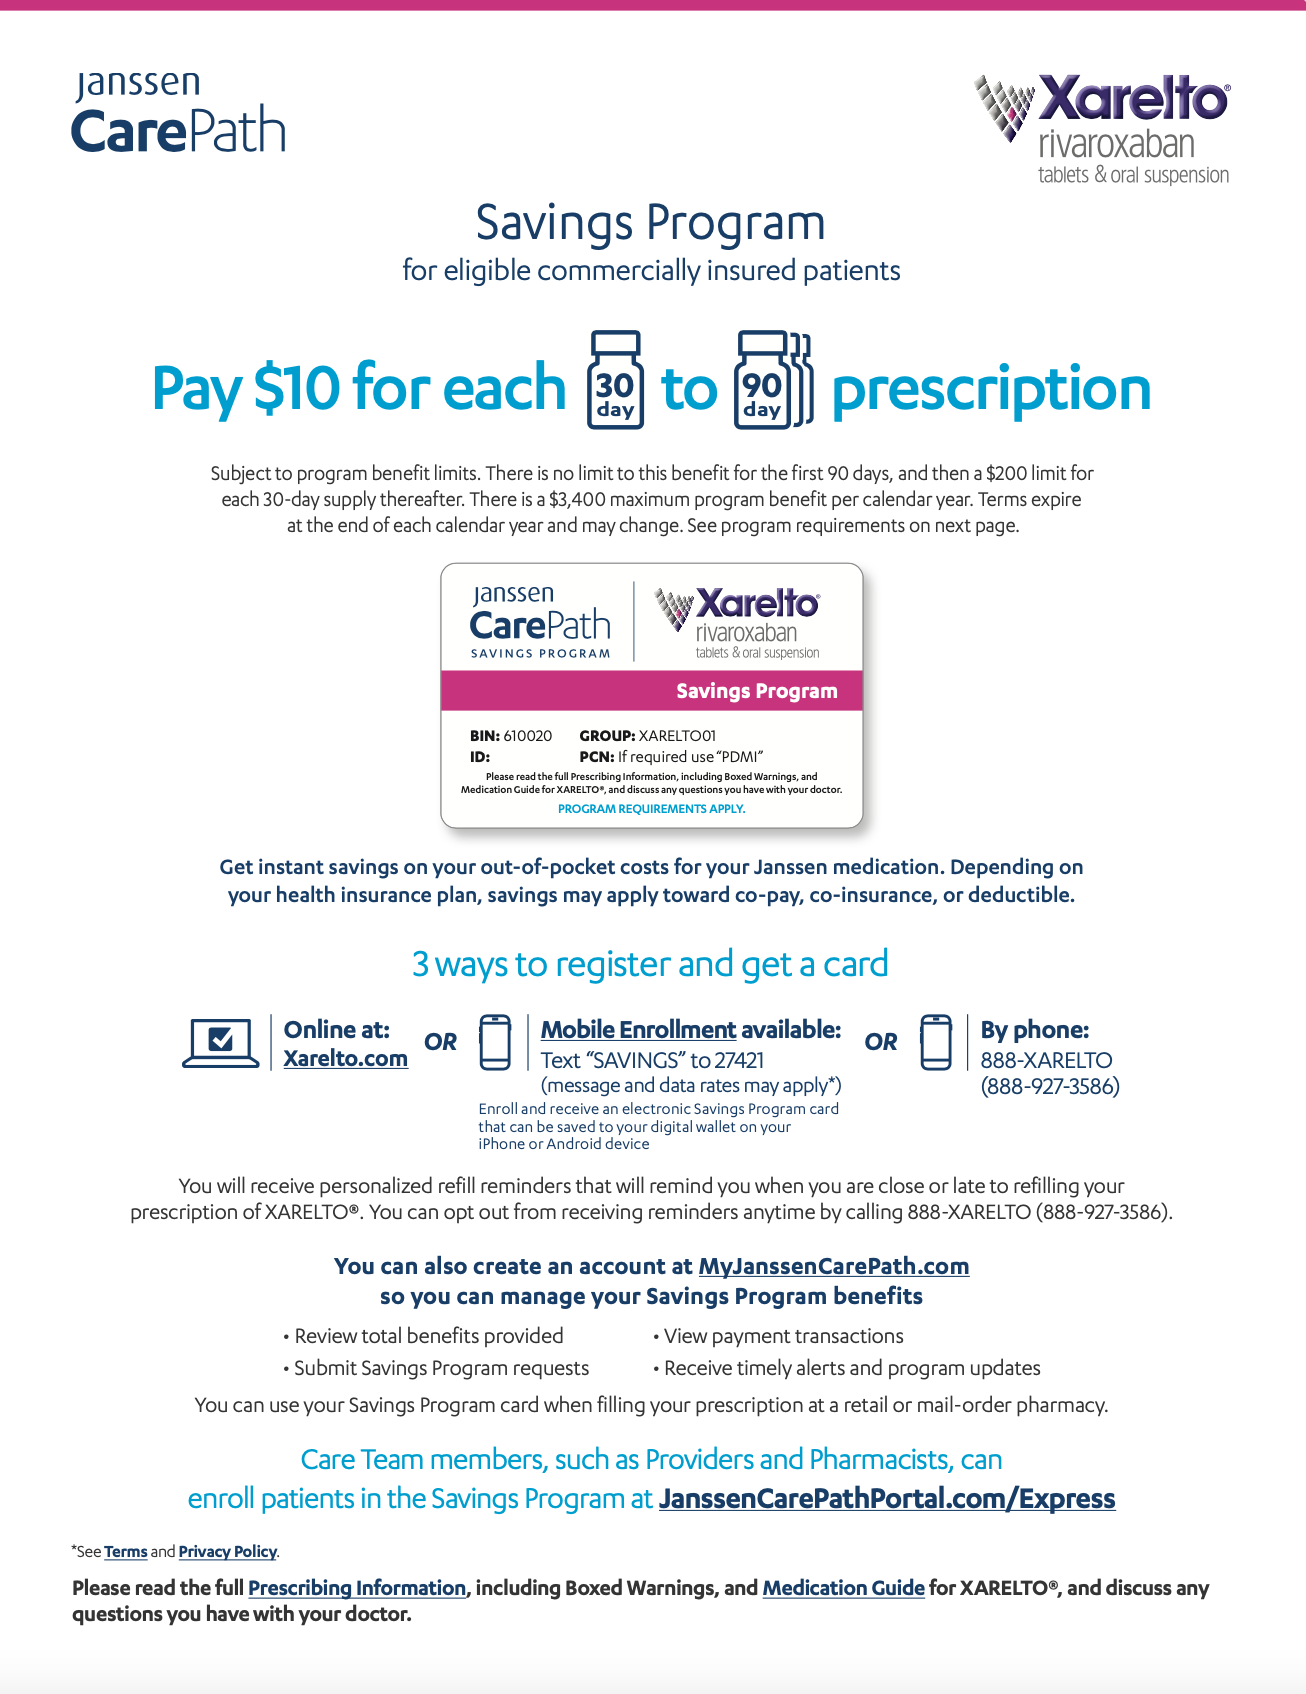 Janssen
CarePath
Xarelto®
rivaroxaban
tablets & oral suspension
Savings Program
for eligible commercially insured patients
Pay $10 for each 30 day to 90 day prescription
Subject to program benefit limits. There is no limit to this benefit for the first 90 days, and then a $200 limit for
each 30-day supply thereafter. There is a $3,400 maximum program benefit per calendar year. Terms expire
at the end of each calendar year and may change. See program requirements on next page.
Janssen
CarePath
SAVINGS PROGRAM
Xarelto®
rivaroxaban
tablets & oral suspension
Savings Program
BIN: 610020 GROUP: XARELTO01
ID: PCN: If required use “PDMI”
Please read the full Prescribing Information, including Boxed Warnings, and
Medication Guide for XARELTO®, and discuss any questions you have with your doctor.
PROGRAM REQUIREMENTS APPLY.
Get instant savings on your out-of-pocket costs for your Janssen medication. Depending on
your health insurance plan, savings may apply toward co-pay, co-insurance, or deductible.
3 ways to register and get a card
Online at:
Xarelto.com
OR
Mobile Enrollment available:
Text “SAVINGS” to 27421
(message and data rates may apply*)
Enroll and receive an electronic Savings Program card
that can be saved to your digital wallet on your
iPhone or Android device
OR
By phone:
888-XARELTO
(888-927-3586)
You will receive personalized refill reminders that will remind you when you are close or late to refilling your
prescription of XARELTO®. You can opt out from receiving reminders anytime by calling 888-XARELTO (888-927-3586).
You can also create an account at MyJanssenCarePath.com
so you can manage your Savings Program benefits
• Review total benefits provided
• Submit Savings Program requests
• View payment transactions
• Receive timely alerts and program updates
You can use your Savings Program card when filling your prescription at a retail or mail-order pharmacy.
Care Team members, such as Providers and Pharmacists, can
enroll patients in the Savings Program at JanssenCarePathPortal.com/Express
*See Terms and Privacy Policy.
Please read the full Prescribing Information, including Boxed Warnings, and Medication Guide for XARELTO®, and discuss any
questions you have with your doctor.